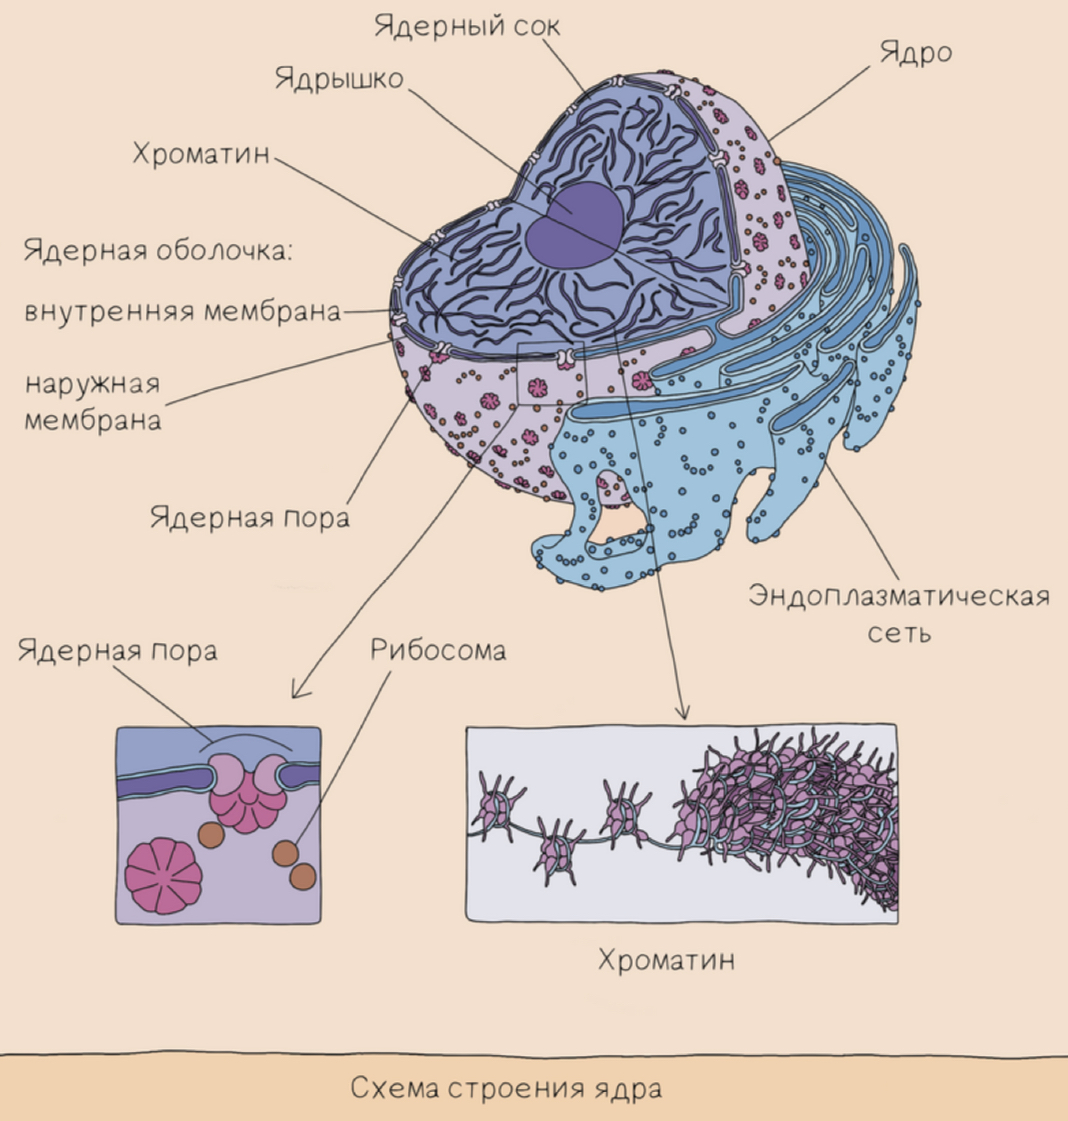 Ядерный сок
Ядро
Ядрышко
Хроматин
Ядерная оболочка:
внутренняя мембрана
наружная
мембрана
Ядерная пора
Эндоплазматическая
сеть
Ядерная пора
Рибосома
Хроматин
Схема строения ядра